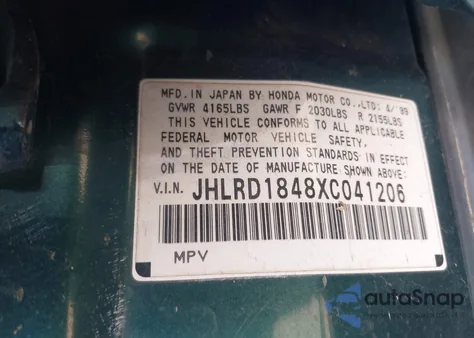 MFD. IN JAPAN BY HONDA MOTOR CO.,LTD: 4/'99
GVWR 4165LBS GAWR F 2030LBS R 2155LBS
THIS VEHICLE CONFORMS TO ALL APPLICABLE
FEDERAL MOTOR VEHICLE SAFETY,
AND THEFT PREVENTION STANDARDS IN EFFECT
ON THE DATE OF MANUFACTURE SHOWN ABOVE:
V.I.N. JHLRD1848XC041206
MPV
autoSnap